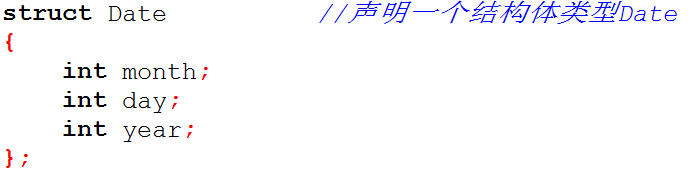 struct Date //声明一个结构体类型Date
{
int month;
int day;
int year;
};